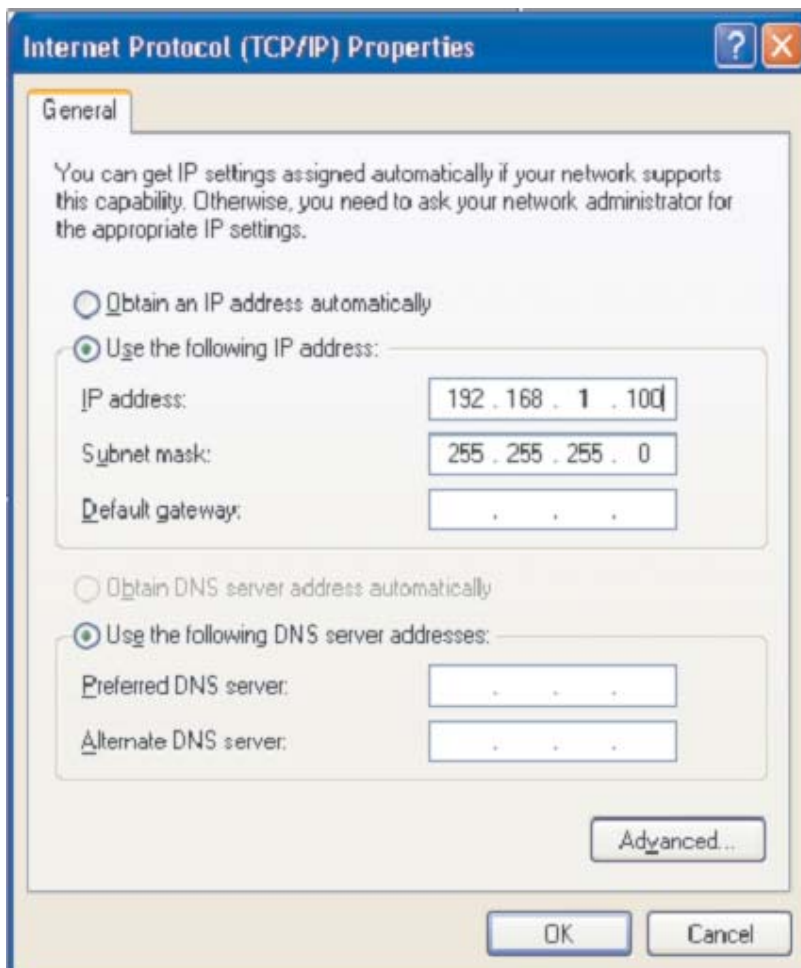 Internet Protocol (TCP/IP) Properties
General
You can get IP settings assigned automatically if your network supports
this capability. Otherwise, you need to ask your network administrator for
the appropriate IP settings.
Obtain an IP address automatically
Use the following IP address:
IP address: 192 . 168 . 1 . 100
Subnet mask: 255 . 255 . 255 . 0
Default gateway: . . .
Obtain DNS server address automatically
Use the following DNS server addresses:
Preferred DNS server: . . .
Alternate DNS server: . . .
Advanced...
OK Cancel